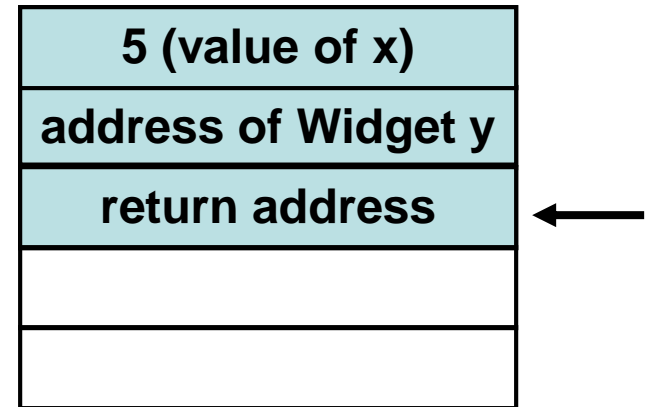 5 (value of x)
address of Widget y
return address